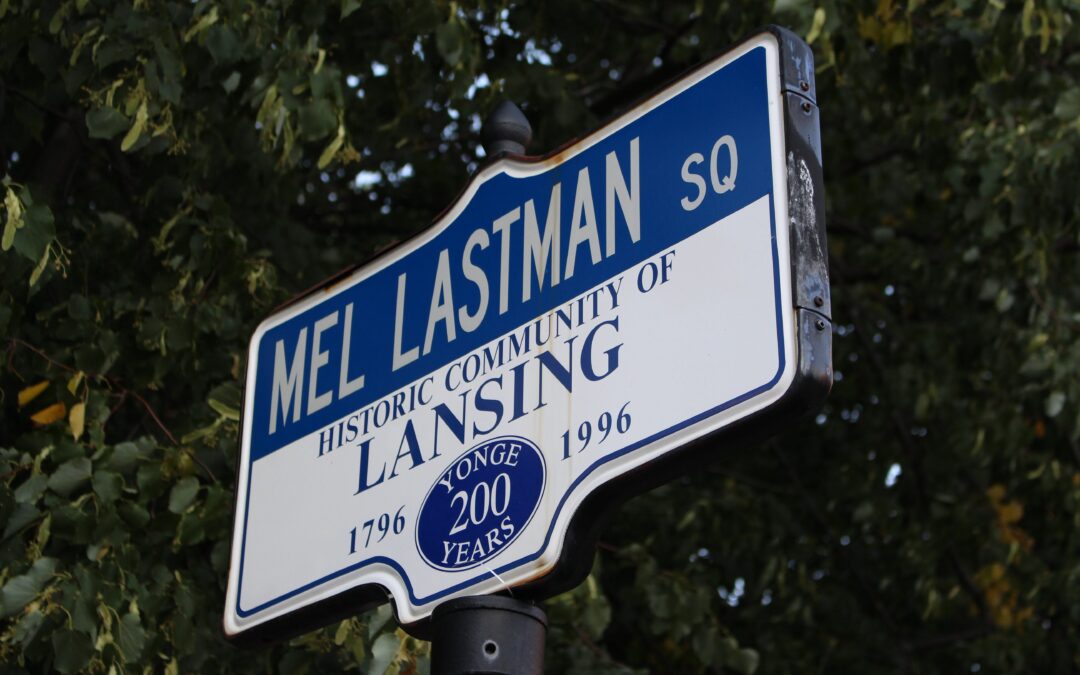 MEL LASTMAN SQ
HISTORIC COMMUNITY OF
LANSING
1796
YONGE
200
YEARS
1996